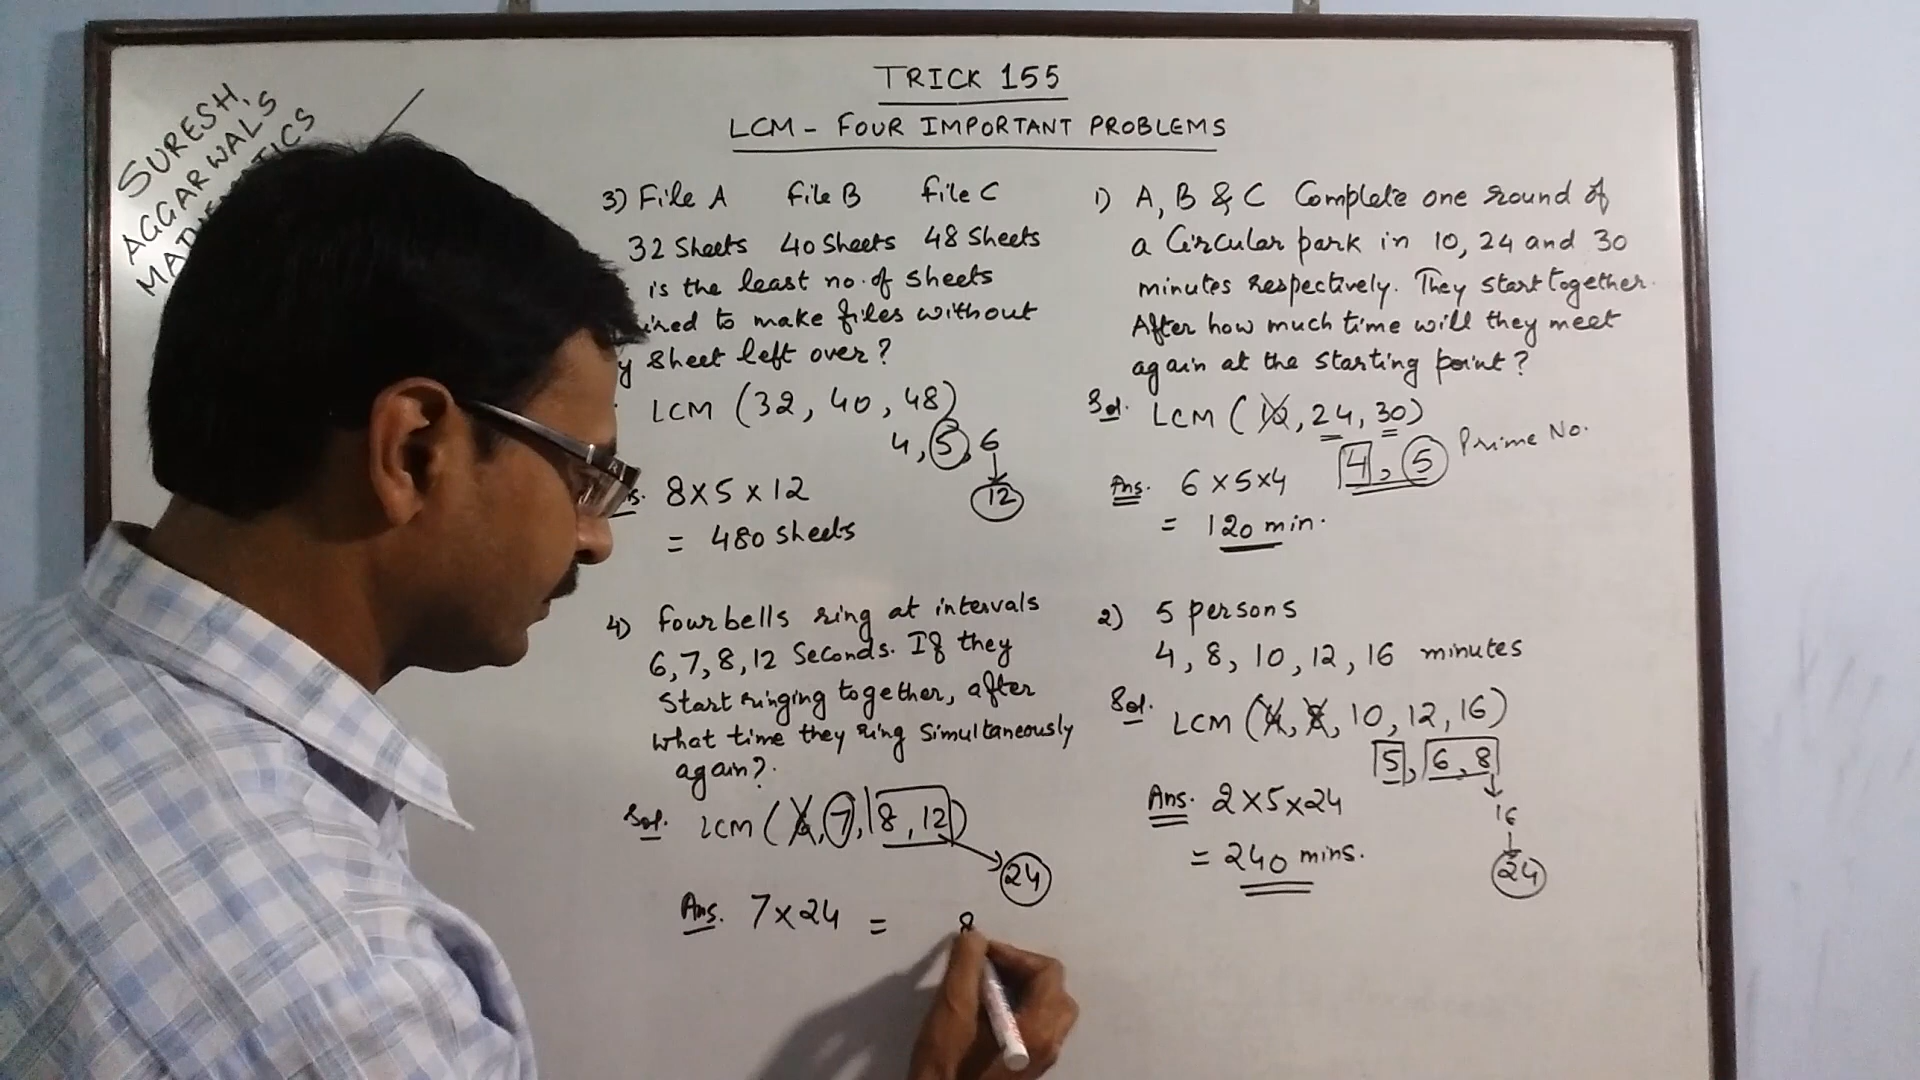 TRICK 155
LCM - FOUR IMPORTANT PROBLEMS
SURESH
AGGARWAL'S
3) File A File B File C
32 Sheets 40 Sheets 48 Sheets
is the least no. of sheets
to make files without
sheet left over?
LCM (32, 40, 48)
4, 5, 6
12
8×5×12
= 480 sheets
4) four bells ring at intervals
6, 7, 8, 12 Seconds. If they
start ringing together, after
what time they ring simultaneously
again?
Sol. LCM (6, 7, 8, 12)
24
Ans. 7×24 = 8
1) A, B & C Complete one round of
a Circular park in 10, 24 and 30
minutes respectively. They start together.
After how much time will they meet
again at the starting point?
Sol. LCM (10, 24, 30)
4, 5 Prime No.
Ans. 6×5×4
= 120 min.
2) 5 persons
4, 8, 10, 12, 16 minutes
Sol. LCM (4, 8, 10, 12, 16)
5, 6, 8
16
24
Ans. 2×5×24
= 240 mins.